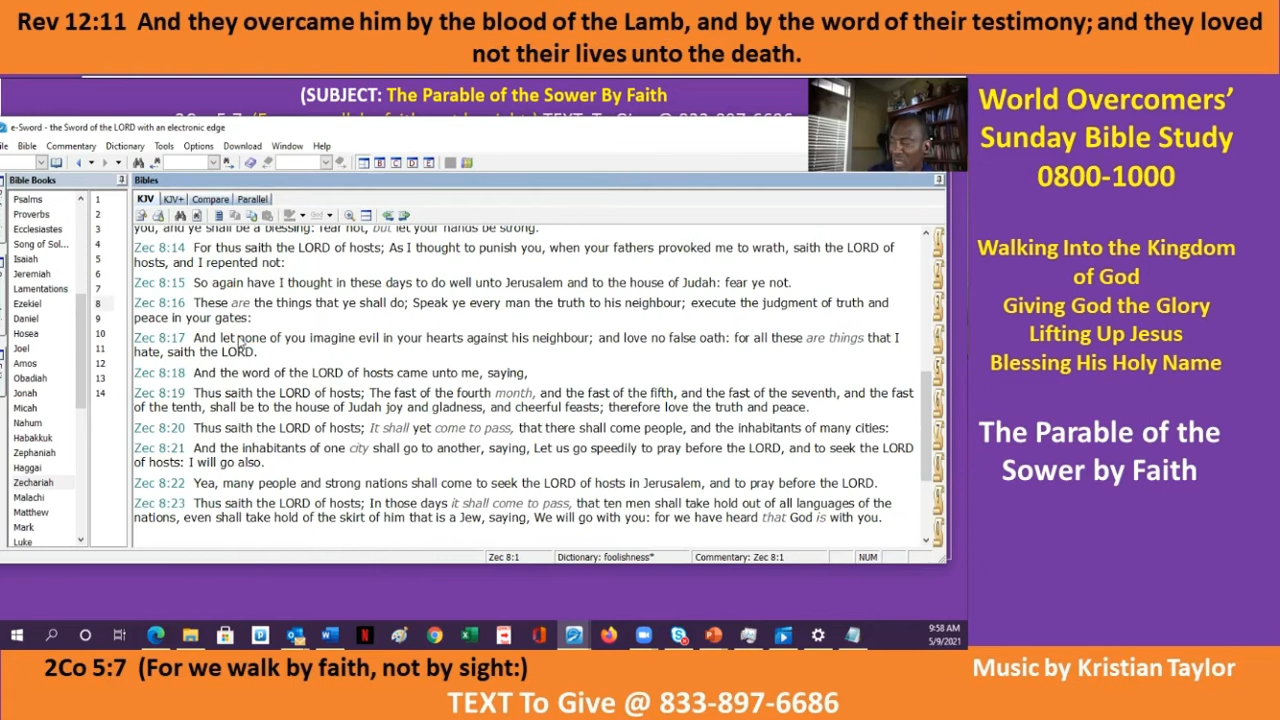 Rev 12:11  And they overcame him by the blood of the Lamb, and by the word of their testimony; and they loved
not their lives unto the death.
(SUBJECT: The Parable of the Sower By Faith
e-Sword - the Sword of the LORD with an electronic edge
Bible Commentary Dictionary Tools Options Download Window Help
Bible Books
Psalms
Proverbs
Ecclesiastes
Song of Sol...
Isaiah
Jeremiah
Lamentations
Ezekiel
Daniel
Hosea
Joel
Amos
Obadiah
Jonah
Micah
Nahum
Habakkuk
Zephaniah
Haggai
Zechariah
Malachi
Matthew
Mark
Luke
1
2
3
4
5
6
7
8
9
10
11
12
13
14
Bibles
KJV KJV+ Compare Parallel
you, and ye shall be a blessing: fear not, but let your hands be strong.
Zec 8:14 For thus saith the LORD of hosts; As I thought to punish you, when your fathers provoked me to wrath, saith the LORD of
hosts, and I repented not:
Zec 8:15 So again have I thought in these days to do well unto Jerusalem and to the house of Judah: fear ye not.
Zec 8:16 These are the things that ye shall do; Speak ye every man the truth to his neighbour; execute the judgment of truth and
peace in your gates:
Zec 8:17 And let none of you imagine evil in your hearts against his neighbour; and love no false oath: for all these are things that I
hate, saith the LORD.
Zec 8:18 And the word of the LORD of hosts came unto me, saying,
Zec 8:19 Thus saith the LORD of hosts; The fast of the fourth month, and the fast of the fifth, and the fast of the seventh, and the fast
of the tenth, shall be to the house of Judah joy and gladness, and cheerful feasts; therefore love the truth and peace.
Zec 8:20 Thus saith the LORD of hosts; It shall yet come to pass, that there shall come people, and the inhabitants of many cities:
Zec 8:21 And the inhabitants of one city shall go to another, saying, Let us go speedily to pray before the LORD, and to seek the LORD
of hosts: I will go also.
Zec 8:22 Yea, many people and strong nations shall come to seek the LORD of hosts in Jerusalem, and to pray before the LORD.
Zec 8:23 Thus saith the LORD of hosts; In those days it shall come to pass, that ten men shall take hold out of all languages of the
nations, even shall take hold of the skirt of him that is a Jew, saying, We will go with you: for we have heard that God is with you.
Zec 8:1 Dictionary: foolishness* Commentary: Zec 8:1 NUM
9:58 AM
5/9/2021
World Overcomers'
Sunday Bible Study
0800-1000
Walking Into the Kingdom
of God
Giving God the Glory
Lifting Up Jesus
Blessing His Holy Name
The Parable of the
Sower by Faith
2Co 5:7  (For we walk by faith, not by sight:)
Music by Kristian Taylor
TEXT To Give @ 833-897-6686